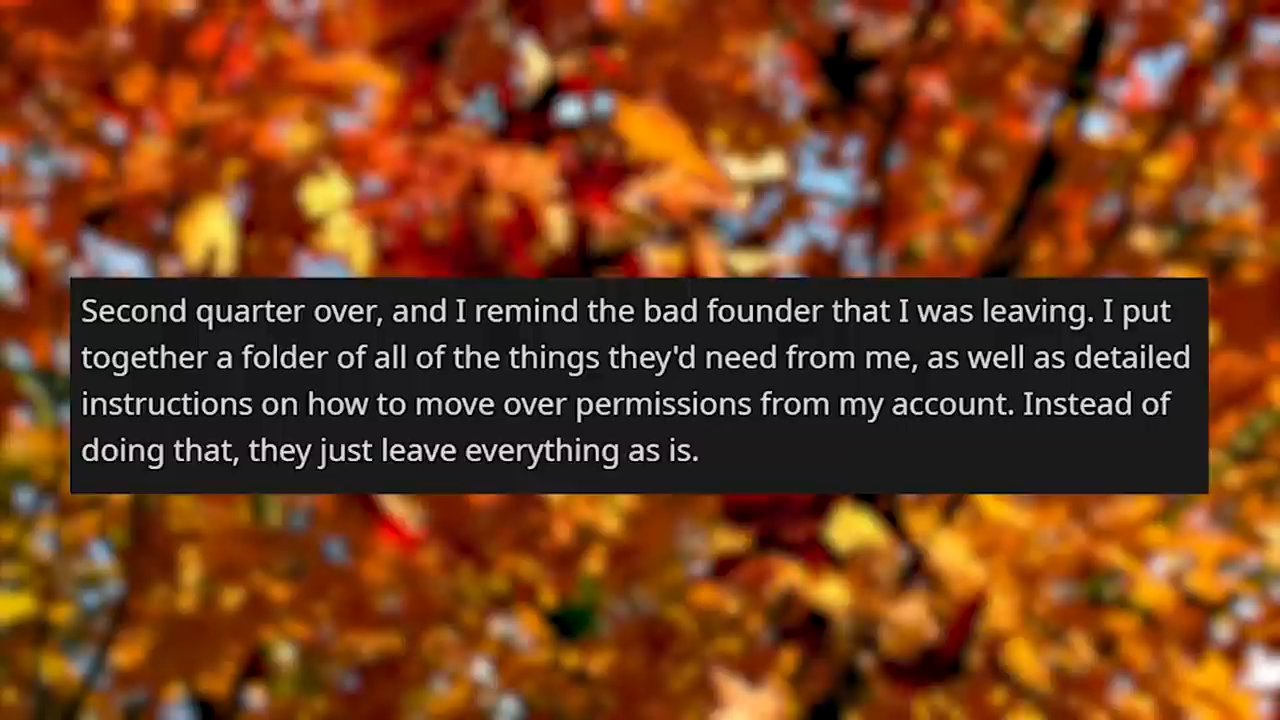 Second quarter over, and I remind the bad founder that I was leaving. I put
together a folder of all of the things they'd need from me, as well as detailed
instructions on how to move over permissions from my account. Instead of
doing that, they just leave everything as is.